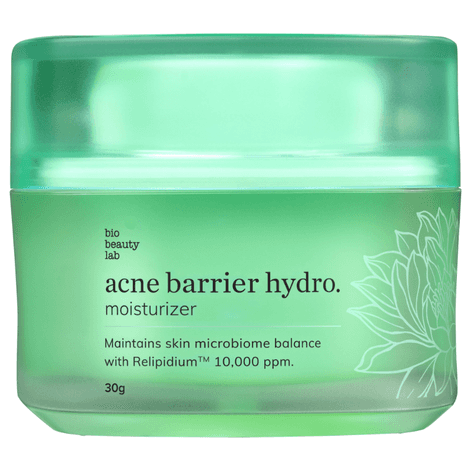 bio
beauty
lab
acne barrier hydro.
moisturizer
Maintains skin microbiome balance
with Relipidium™ 10,000 ppm.
30g